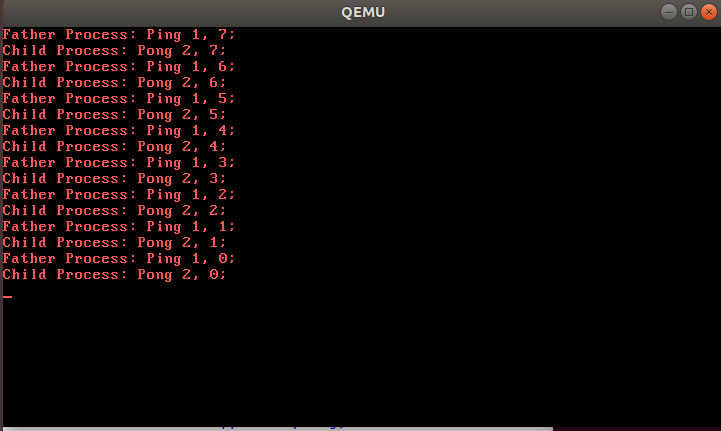 QEMU
Father Process: Ping 1, 7;
Child Process: Pong 2, 7;
Father Process: Ping 1, 6;
Child Process: Pong 2, 6;
Father Process: Ping 1, 5;
Child Process: Pong 2, 5;
Father Process: Ping 1, 4;
Child Process: Pong 2, 4;
Father Process: Ping 1, 3;
Child Process: Pong 2, 3;
Father Process: Ping 1, 2;
Child Process: Pong 2, 2;
Father Process: Ping 1, 1;
Child Process: Pong 2, 1;
Father Process: Ping 1, 0;
Child Process: Pong 2, 0;